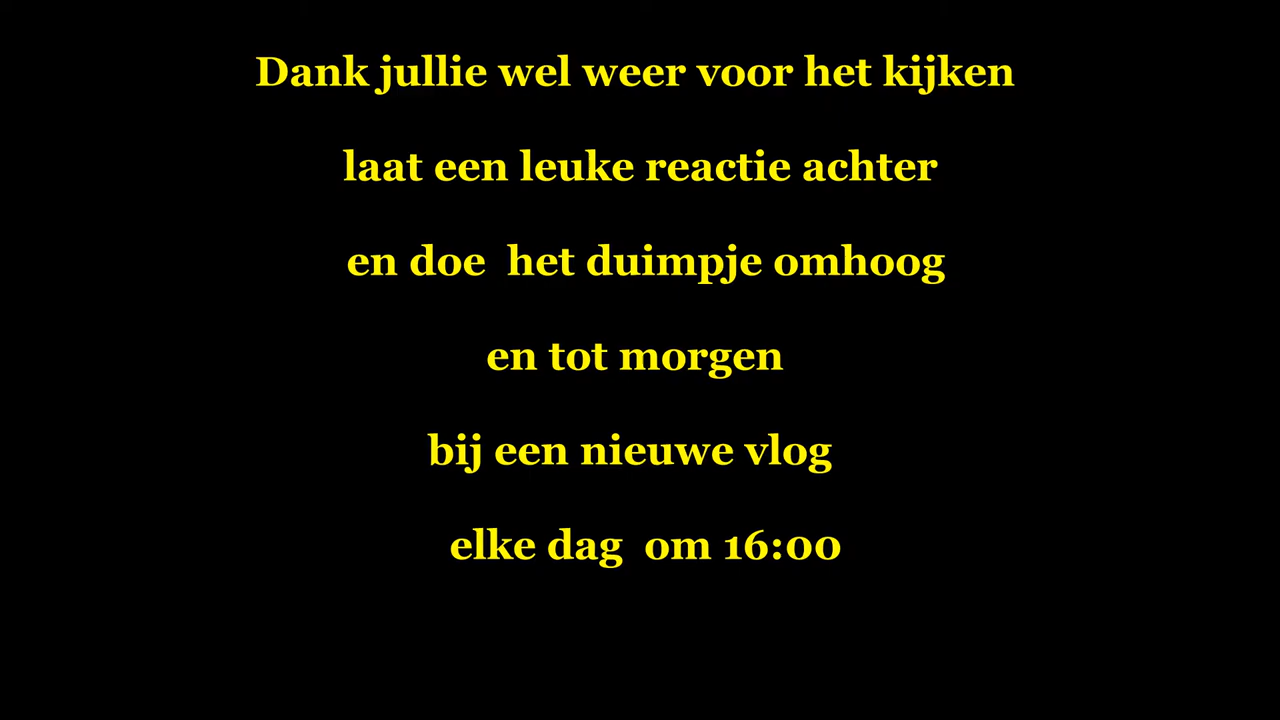 Dank jullie wel weer voor het kijken
laat een leuke reactie achter
en doe  het duimpje omhoog
en tot morgen
bij een nieuwe vlog
elke dag  om 16:00